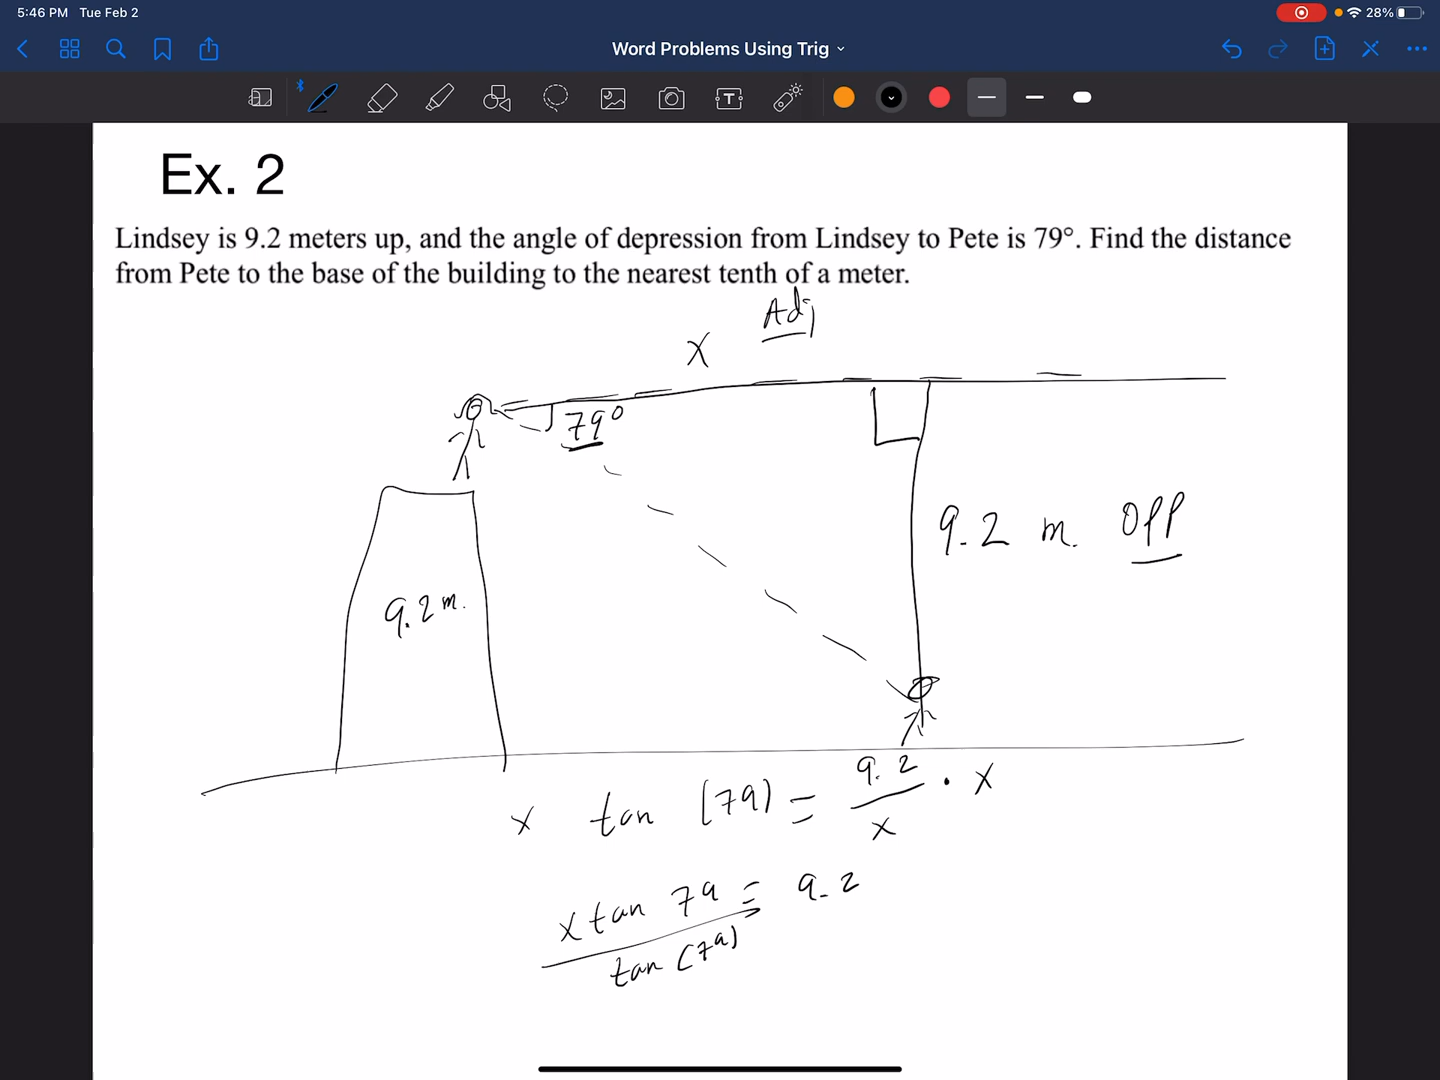 5:46 PM Tue Feb 2
28%
Word Problems Using Trig
Ex. 2
Lindsey is 9.2 meters up, and the angle of depression from Lindsey to Pete is 79°. Find the distance
from Pete to the base of the building to the nearest tenth of a meter.
Adj
x
79°
9.2 m. Opp
9.2 m.
x tan (79) = 9.2/x · x
x tan 79 = 9.2
tan (79)